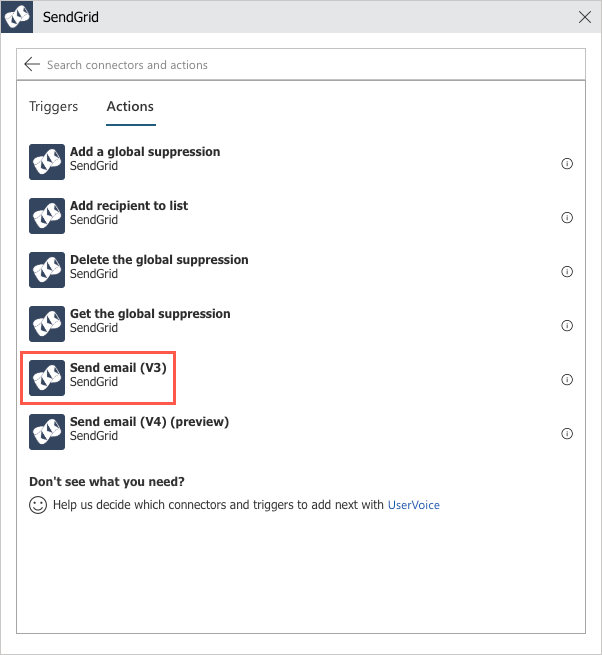 SendGrid
Search connectors and actions
Triggers Actions
Add a global suppression
SendGrid
Add recipient to list
SendGrid
Delete the global suppression
SendGrid
Get the global suppression
SendGrid
Send email (V3)
SendGrid
Send email (V4) (preview)
SendGrid
Don't see what you need?
Help us decide which connectors and triggers to add next with UserVoice